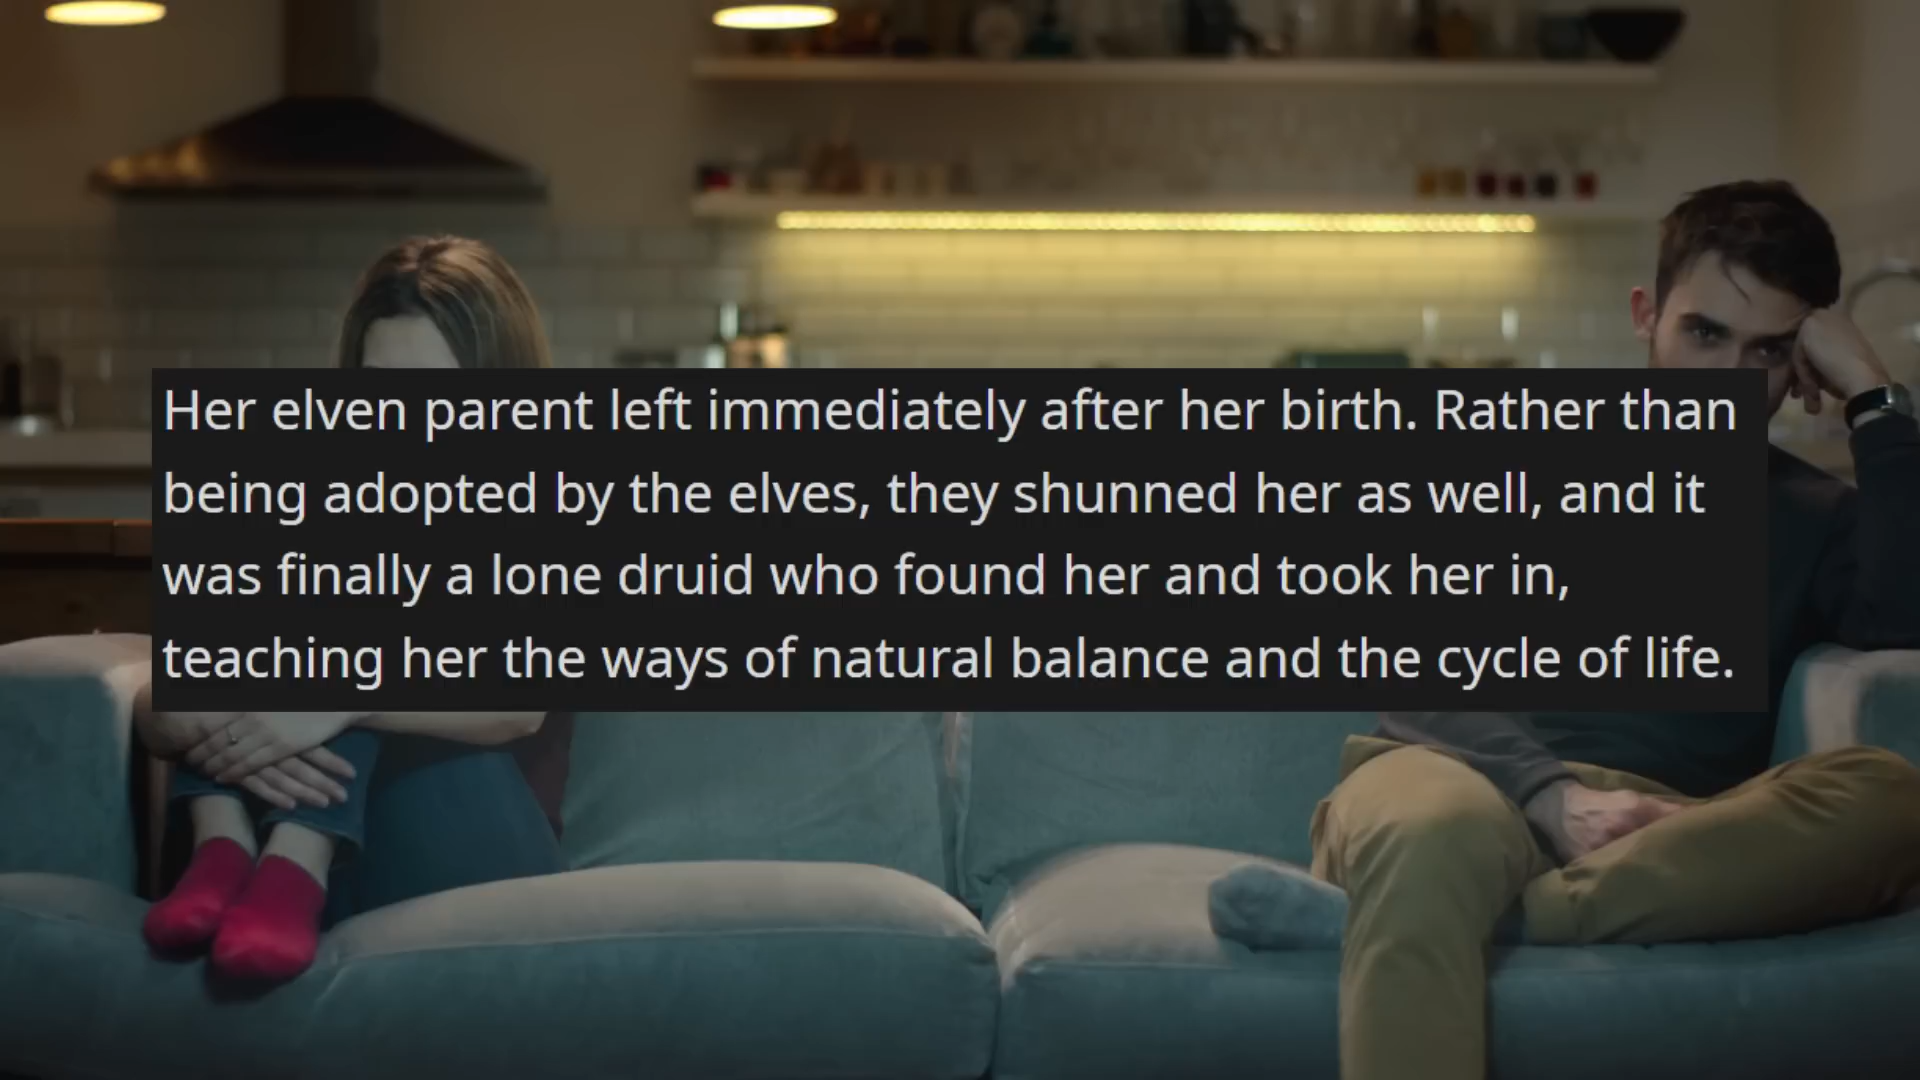 Her elven parent left immediately after her birth. Rather than
being adopted by the elves, they shunned her as well, and it
was finally a lone druid who found her and took her in,
teaching her the ways of natural balance and the cycle of life.